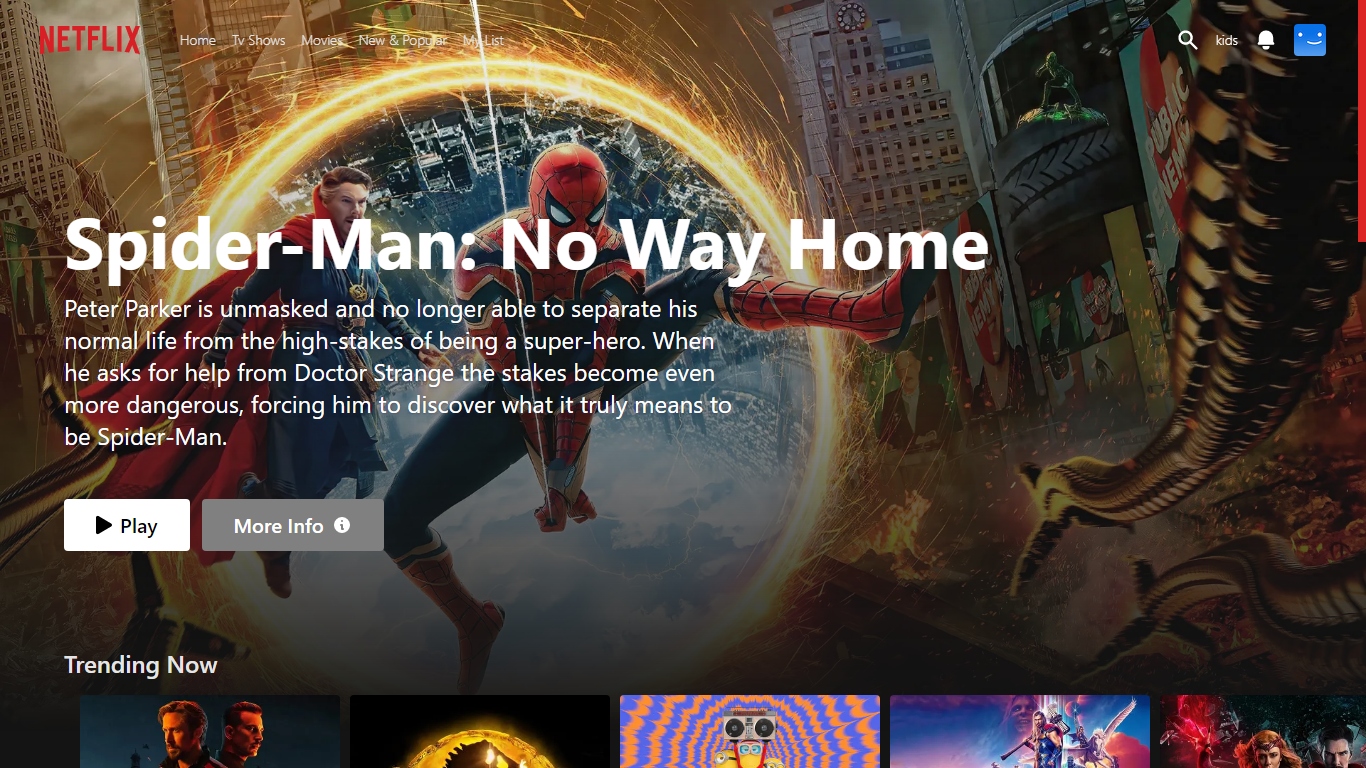 NETFLIX Home Tv Shows Movies New & Popular My List kids
Spider-Man: No Way Home
Peter Parker is unmasked and no longer able to separate his
normal life from the high-stakes of being a super-hero. When
he asks for help from Doctor Strange the stakes become even
more dangerous, forcing him to discover what it truly means to
be Spider-Man.
Play More Info
Trending Now